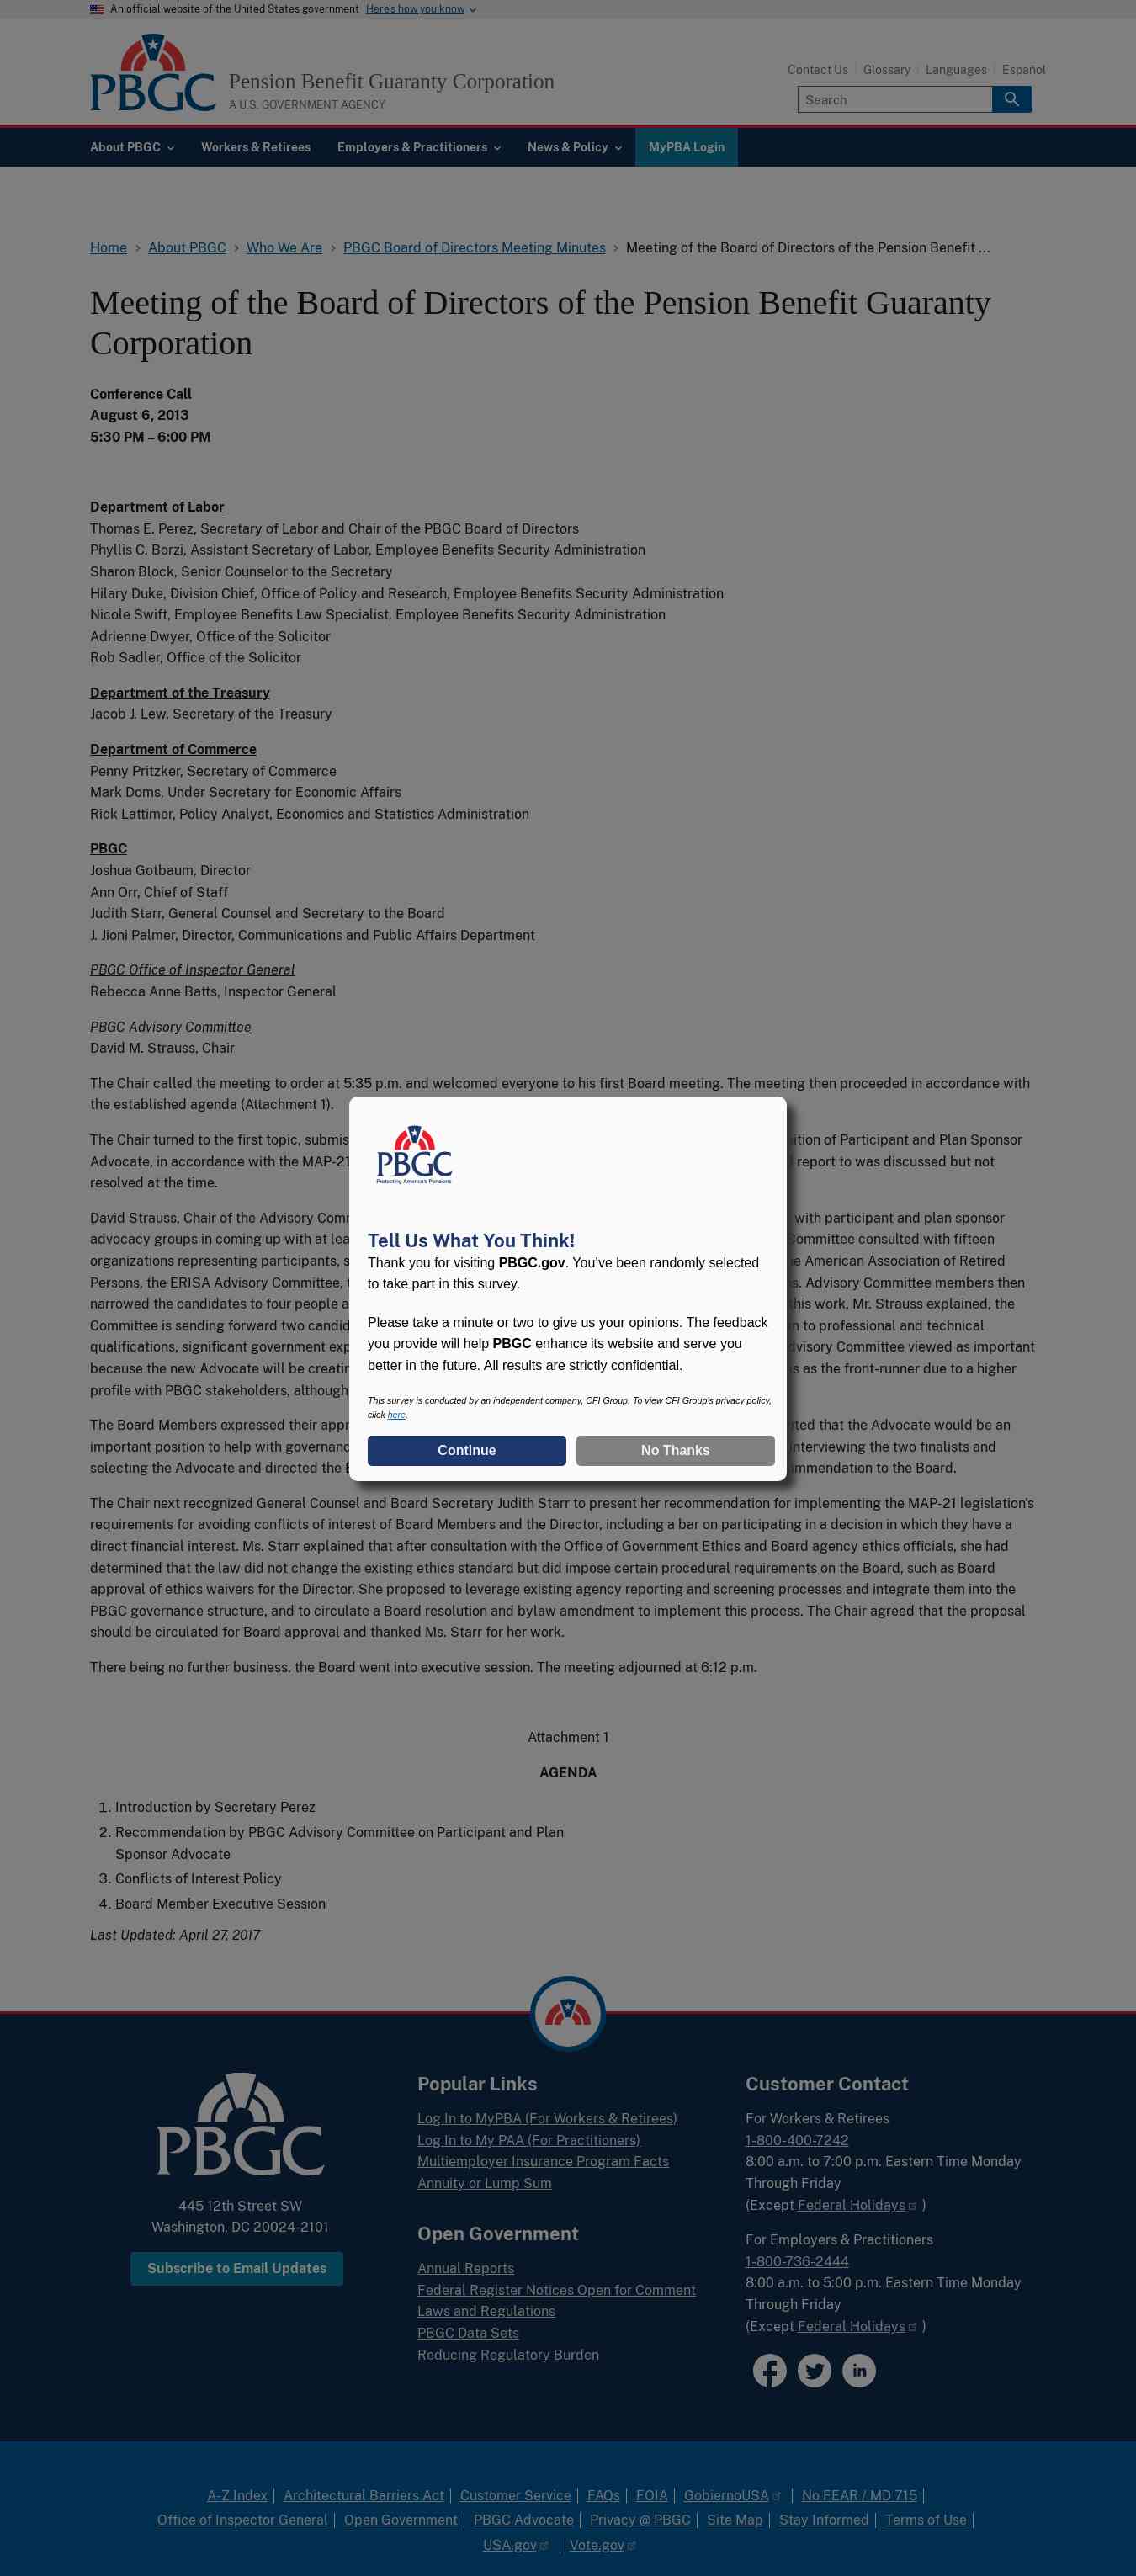 An official website of the United States government Here's how you know
PBGC
Pension Benefit Guaranty Corporation
A U.S. GOVERNMENT AGENCY
Contact Us Glossary Languages Español
Search
About PBGC Workers & Retirees Employers & Practitioners News & Policy MyPBA Login
Home About PBGC Who We Are PBGC Board of Directors Meeting Minutes Meeting of the Board of Directors of the Pension Benefit ...
Meeting of the Board of Directors of the Pension Benefit Guaranty
Corporation
Conference Call
August 6, 2013
5:30 PM – 6:00 PM
Department of Labor
Thomas E. Perez, Secretary of Labor and Chair of the PBGC Board of Directors
Phyllis C. Borzi, Assistant Secretary of Labor, Employee Benefits Security Administration
Sharon Block, Senior Counselor to the Secretary
Hilary Duke, Division Chief, Office of Policy and Research, Employee Benefits Security Administration
Nicole Swift, Employee Benefits Law Specialist, Employee Benefits Security Administration
Adrienne Dwyer, Office of the Solicitor
Rob Sadler, Office of the Solicitor
Department of the Treasury
Jacob J. Lew, Secretary of the Treasury
Department of Commerce
Penny Pritzker, Secretary of Commerce
Mark Doms, Under Secretary for Economic Affairs
Rick Lattimer, Policy Analyst, Economics and Statistics Administration
PBGC
Joshua Gotbaum, Director
Ann Orr, Chief of Staff
Judith Starr, General Counsel and Secretary to the Board
J. Jioni Palmer, Director, Communications and Public Affairs Department
PBGC Office of Inspector General
Rebecca Anne Batts, Inspector General
PBGC Advisory Committee
David M. Strauss, Chair
The Chair called the meeting to order at 5:35 p.m. and welcomed everyone to his first Board meeting. The meeting then proceeded in accordance with
the established agenda (Attachment 1).
The Chair turned to the first topic, submis ition of Participant and Plan Sponsor
Advocate, in accordance with the MAP-21 report to was discussed but not
resolved at the time.
David Strauss, Chair of the Advisory Comm with participant and plan sponsor
advocacy groups in coming up with at lea Committee consulted with fifteen
organizations representing participants, s he American Association of Retired
Persons, the ERISA Advisory Committee, s. Advisory Committee members then
narrowed the candidates to four people a this work, Mr. Strauss explained, the
Committee is sending forward two candid n to professional and technical
qualifications, significant government exp dvisory Committee viewed as important
because the new Advocate will be creatin s as the front-runner due to a higher
profile with PBGC stakeholders, although
The Board Members expressed their appr ted that the Advocate would be an
important position to help with governanc interviewing the two finalists and
selecting the Advocate and directed the B commendation to the Board.
PBGC
Protecting America's Pensions
Tell Us What You Think!
Thank you for visiting PBGC.gov. You've been randomly selected
to take part in this survey.
Please take a minute or two to give us your opinions. The feedback
you provide will help PBGC enhance its website and serve you
better in the future. All results are strictly confidential.
This survey is conducted by an independent company, CFI Group. To view CFI Group's privacy policy,
click here.
Continue No Thanks
The Chair next recognized General Counsel and Board Secretary Judith Starr to present her recommendation for implementing the MAP-21 legislation's
requirements for avoiding conflicts of interest of Board Members and the Director, including a bar on participating in a decision in which they have a
direct financial interest. Ms. Starr explained that after consultation with the Office of Government Ethics and Board agency ethics officials, she had
determined that the law did not change the existing ethics standard but did impose certain procedural requirements on the Board, such as Board
approval of ethics waivers for the Director. She proposed to leverage existing agency reporting and screening processes and integrate them into the
PBGC governance structure, and to circulate a Board resolution and bylaw amendment to implement this process. The Chair agreed that the proposal
should be circulated for Board approval and thanked Ms. Starr for her work.
There being no further business, the Board went into executive session. The meeting adjourned at 6:12 p.m.
Attachment 1
AGENDA
1. Introduction by Secretary Perez
2. Recommendation by PBGC Advisory Committee on Participant and Plan
Sponsor Advocate
3. Conflicts of Interest Policy
4. Board Member Executive Session
Last Updated: April 27, 2017
PBGC
445 12th Street SW
Washington, DC 20024-2101
Subscribe to Email Updates
Popular Links
Log In to MyPBA (For Workers & Retirees)
Log In to My PAA (For Practitioners)
Multiemployer Insurance Program Facts
Annuity or Lump Sum
Open Government
Annual Reports
Federal Register Notices Open for Comment
Laws and Regulations
PBGC Data Sets
Reducing Regulatory Burden
Customer Contact
For Workers & Retirees
1-800-400-7242
8:00 a.m. to 7:00 p.m. Eastern Time Monday
Through Friday
(Except Federal Holidays )
For Employers & Practitioners
1-800-736-2444
8:00 a.m. to 5:00 p.m. Eastern Time Monday
Through Friday
(Except Federal Holidays )
in
A-Z Index Architectural Barriers Act Customer Service FAQs FOIA GobiernoUSA No FEAR / MD 715
Office of Inspector General Open Government PBGC Advocate Privacy @ PBGC Site Map Stay Informed Terms of Use
USA.gov Vote.gov